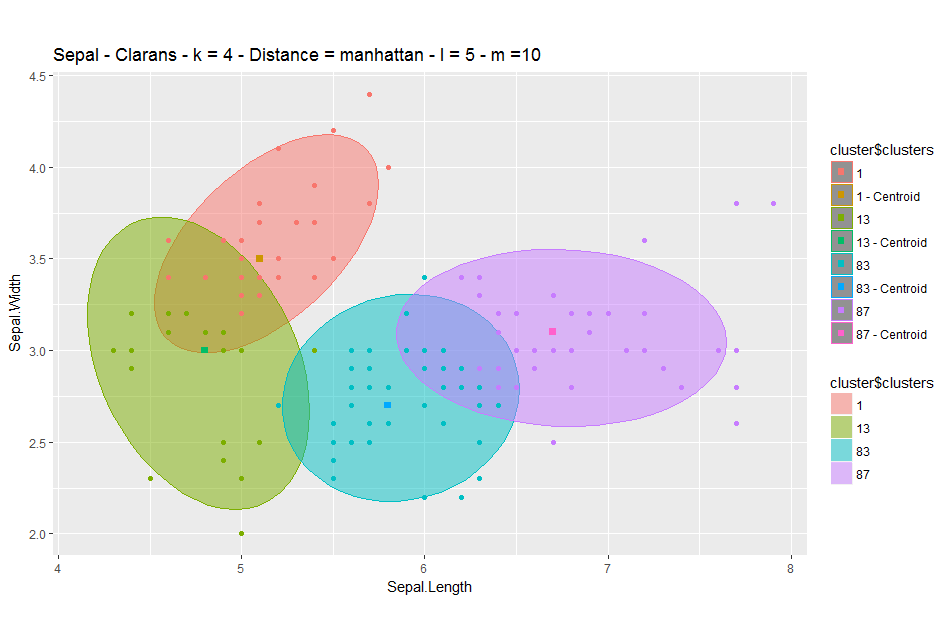 Sepal - Clarans - k = 4 - Distance = manhattan - l = 5 - m =10
4.5
4.0
3.5
3.0
2.5
2.0
Sepal.Width
4
5
6
7
8
Sepal.Length
cluster$clusters
1
1 - Centroid
13
13 - Centroid
83
83 - Centroid
87
87 - Centroid
cluster$clusters
1
13
83
87